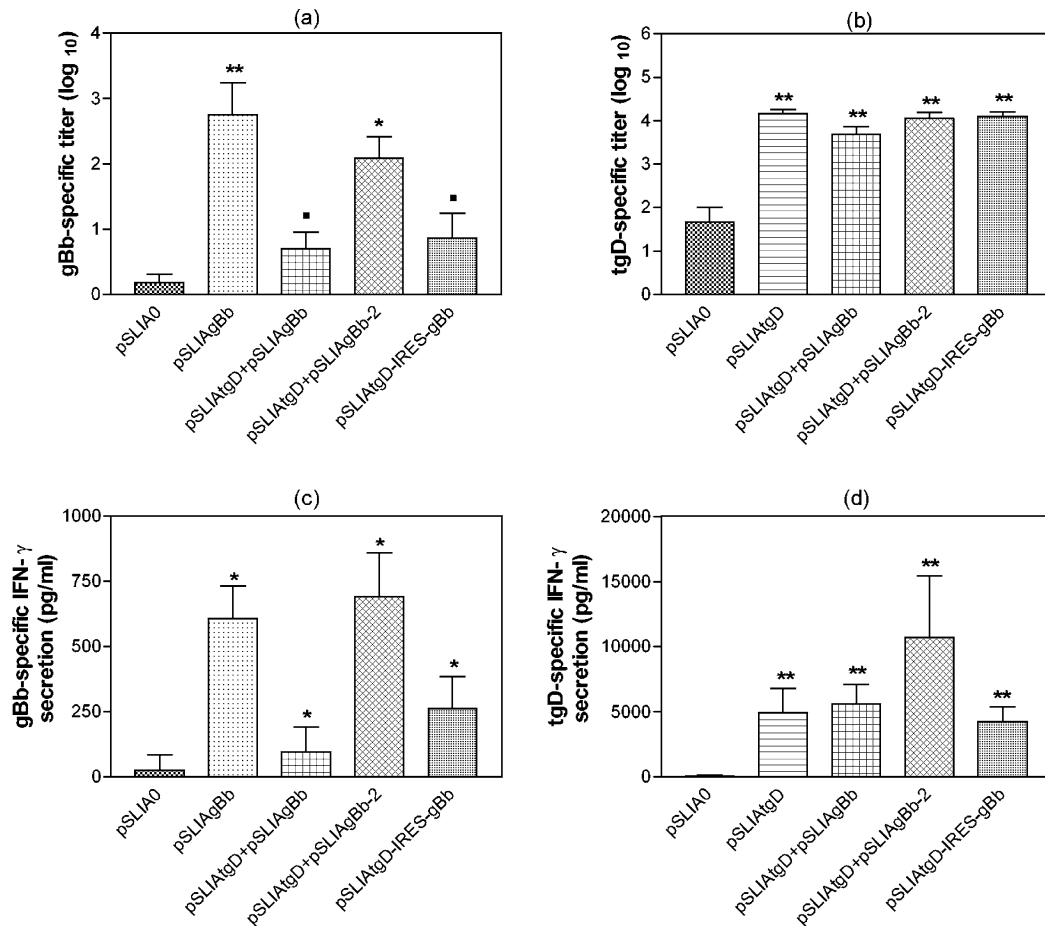 (a)
gBb-specific titer (log 10)
4
3
2
1
0
**
*
▪
▪
pSLIA0
pSLIAgBb
pSLIAtgD+pSLIAgBb
pSLIAtgD+pSLIAgBb-2
pSLIAtgD-IRES-gBb
(b)
tgD-specific titer (log 10)
6
5
4
3
2
1
0
**
**
**
**
pSLIA0
pSLIAtgD
pSLIAtgD+pSLIAgBb
pSLIAtgD+pSLIAgBb-2
pSLIAtgD-IRES-gBb
(c)
gBb-specific IFN- γ
secretion (pg/ml)
1000
750
500
250
0
*
*
*
*
pSLIA0
pSLIAgBb
pSLIAtgD+pSLIAgBb
pSLIAtgD+pSLIAgBb-2
pSLIAtgD-IRES-gBb
(d)
tgD-specific IFN- γ
secretion (pg/ml)
20000
15000
10000
5000
0
**
**
**
**
pSLIA0
pSLIAtgD
pSLIAtgD+pSLIAgBb
pSLIAtgD+pSLIAgBb-2
pSLIAtgD-IRES-gBb